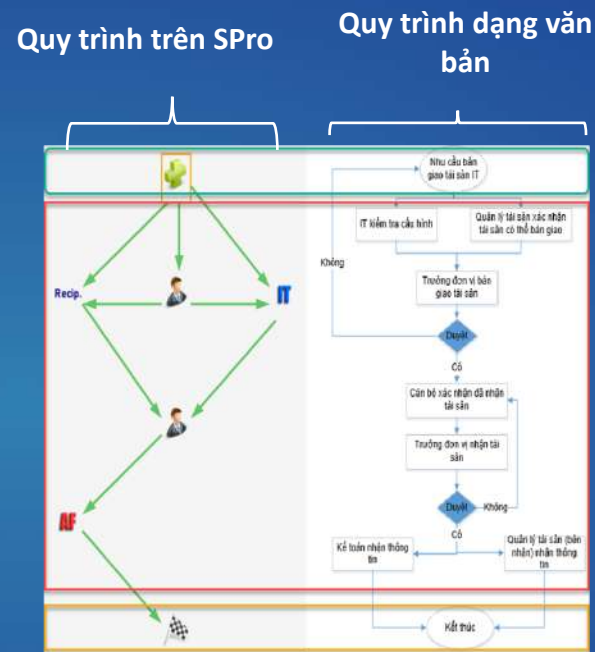 Quy trình trên SPro
Quy trình dạng văn
bản
Nhu cầu bàn
giao tài sản IT
IT kiểm tra cấu hình
Quản lý tài sản xác nhận
tài sản có thể bàn giao
Không
Trưởng đơn vị bàn
giao tài sản
Recip.
IT
Duyệt
Có
Cán bộ xác nhận đã nhận
tài sản
Trưởng đơn vị nhận tài
sản
AF
Duyệt
Không
Có
Kế toán nhận thông
tin
Quản lý tài sản (bên
nhận) nhận thông
tin
Kết thúc